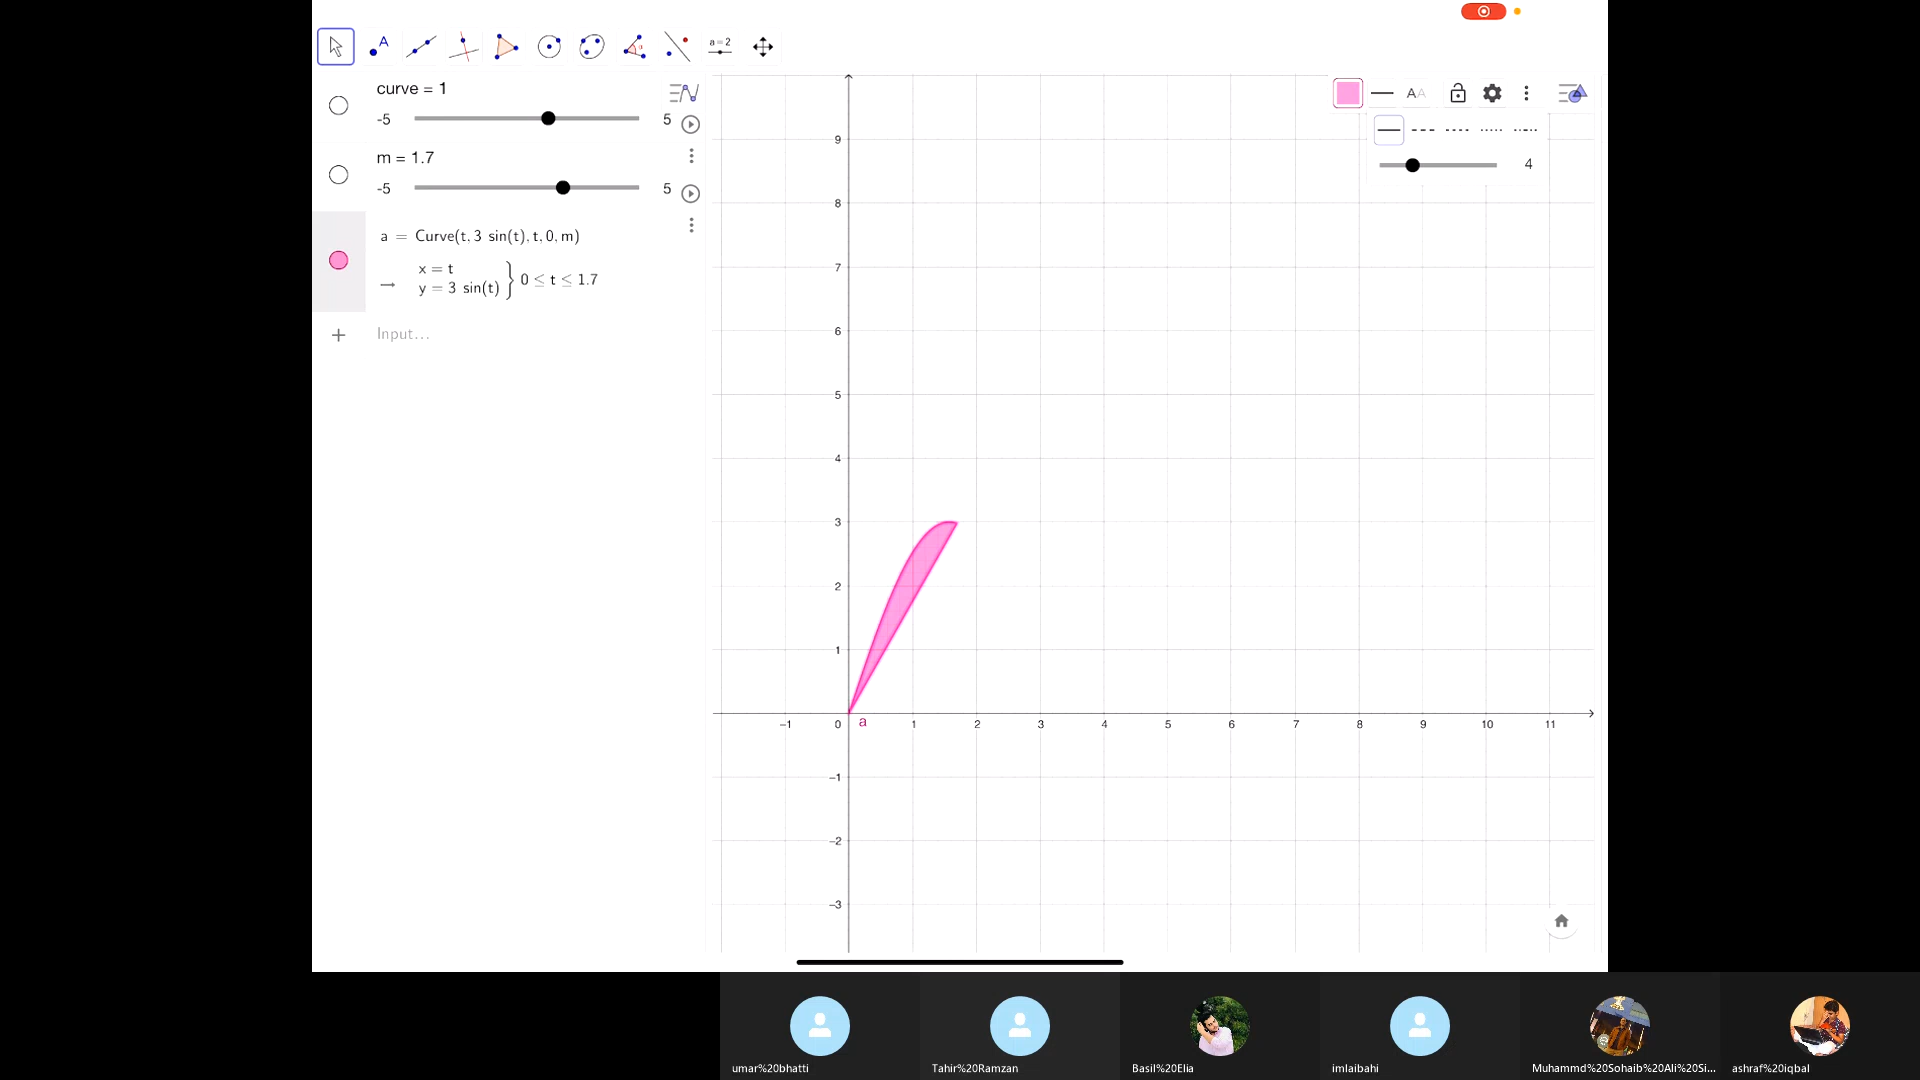 A
a=2
curve = 1
-5
5
m = 1.7
-5
5
a = Curve(t, 3 sin(t), t, 0, m)
→ x = t
y = 3 sin(t) } 0 ≤ t ≤ 1.7
+ Input...
AA
4
9
8
7
6
5
4
3
2
1
−1 0 a 1 2 3 4 5 6 7 8 9 10 11
−1
−2
−3
umar%20bhatti
Tahir%20Ramzan
Basil%20Elia
imlaibahi
Muhammd%20Sohaib%20Ali%20Si...
ashraf%20iqbal